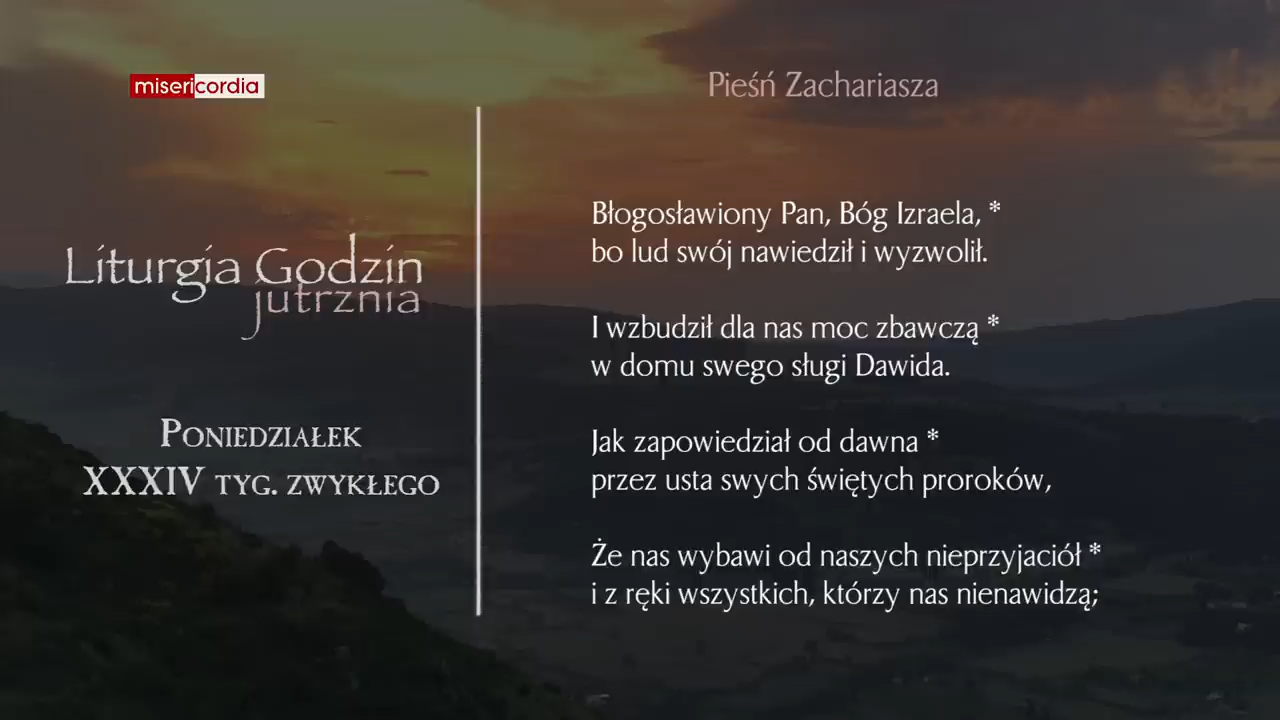 misericordia
Liturgia Godzin
jutrznia
Poniedziałek
XXXIV tyg. zwykłego
Pieśń Zachariasza
Błogosławiony Pan, Bóg Izraela, *
bo lud swój nawiedził i wyzwolił.
I wzbudził dla nas moc zbawczą *
w domu swego sługi Dawida.
Jak zapowiedział od dawna *
przez usta swych świętych proroków,
Że nas wybawi od naszych nieprzyjaciół *
i z ręki wszystkich, którzy nas nienawidzą;